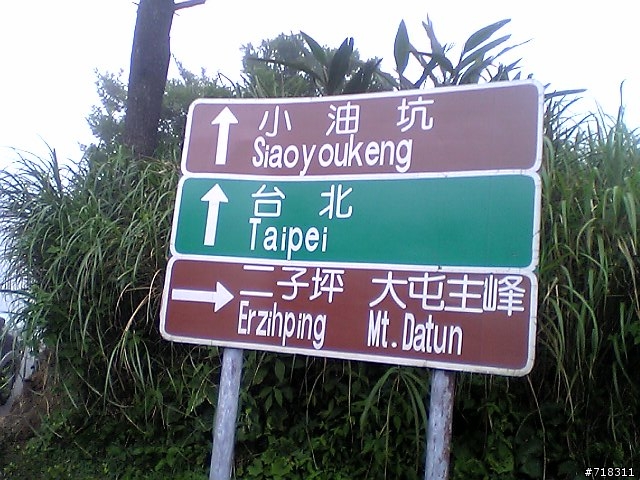 小油坑
Siaoyoukeng
台北
Taipei
二子坪 大屯主峰
Erzihping Mt. Datun
#718311